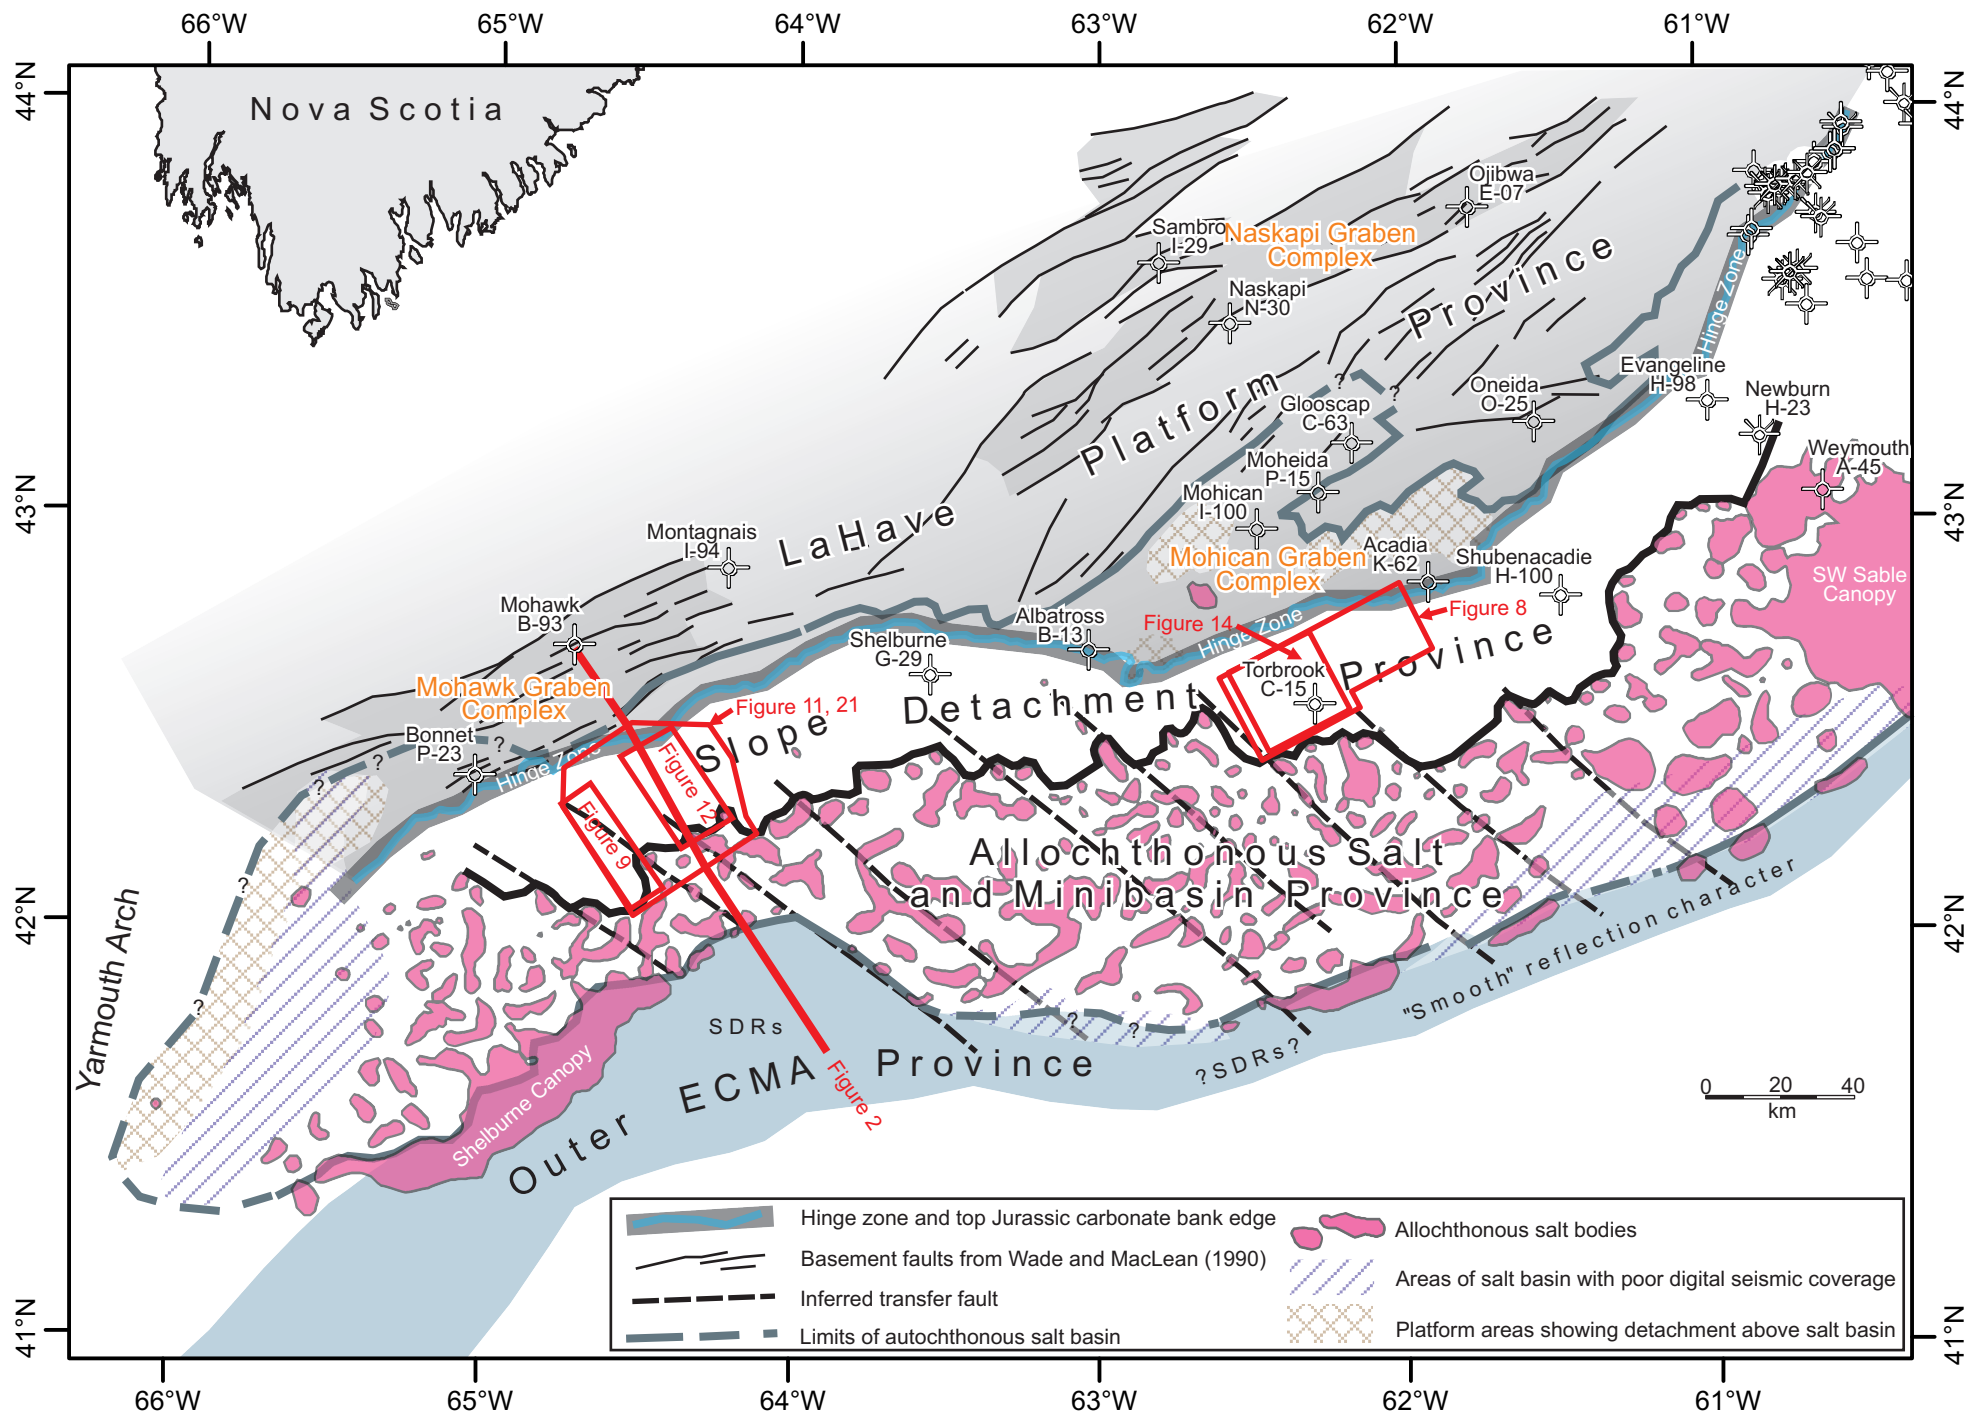 66°W
65°W
64°W
63°W
62°W
61°W
44°N
44°N
Nova Scotia
Ojibwa
E-07
Sambro
I-29
Naskapi Graben
Complex
Naskapi
N-30
Province
Hinge Zone
Evangeline
H-98
Newburn
H-23
Oneida
O-25
Glooscap
C-63
Platform
Moheida
P-15
Weymouth
A-45
43°N
43°N
Mohican
I-100
LaHave
Montagnais
I-94
Mohican Graben
Complex
Acadia
K-62
Shubenacadie
H-100
SW Sable
Canopy
Mohawk
B-93
Albatross
B-13
Figure 14
Figure 8
Hinge Zone
Shelburne
G-29
Province
Torbrook
C-15
Mohawk Graben
Complex
Detachment
Figure 11, 21
Slope
Bonnet
P-23
?
?
?
?
?
?
?
Hinge Zone
Figure 12
Figure 9
Allochthonous Salt
and Minibasin Province
42°N
42°N
Yarmouth Arch
"Smooth" reflection character
SDRs
?
?
?SDRs?
Outer ECMA Province
Figure 2
Shelburne Canopy
0 20 40
km
Hinge zone and top Jurassic carbonate bank edge
Basement faults from Wade and MacLean (1990)
Inferred transfer fault
Limits of autochthonous salt basin
Allochthonous salt bodies
Areas of salt basin with poor digital seismic coverage
Platform areas showing detachment above salt basin
41°N
41°N
66°W
65°W
64°W
63°W
62°W
61°W